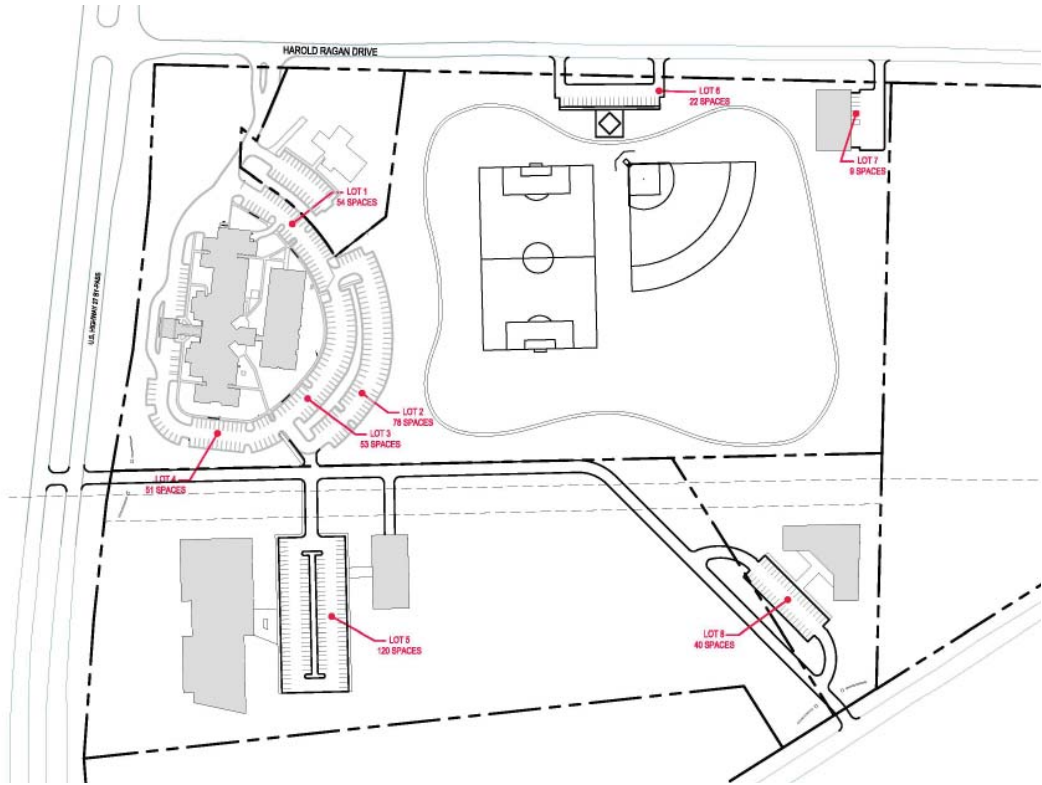 HAROLD RAGAN DRIVE
LOT 6
22 SPACES
LOT 7
9 SPACES
LOT 1
54 SPACES
U.S. HIGHWAY 27 BY-PASS
LOT 2
78 SPACES
LOT 3
53 SPACES
LOT 4
51 SPACES
LOT 5
120 SPACES
LOT 8
40 SPACES